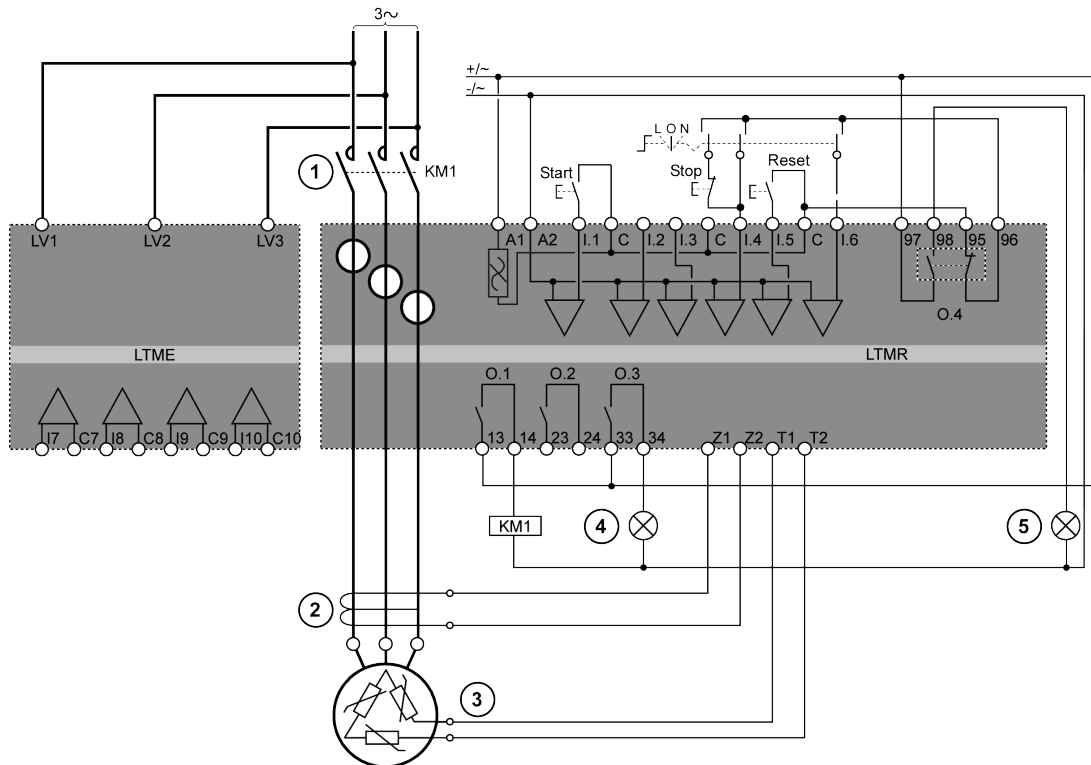 3~
+/~
-/~
L O N
1
KM1
Start
Stop
Reset
LV1 LV2 LV3
A1 A2 I.1 C I.2 I.3 C I.4 I.5 C I.6 97 98 95 96
O.4
LTME LTMR
O.1 O.2 O.3
I7 C7 I8 C8 I9 C9 I10 C10
13 14 23 24 33 34 Z1 Z2 T1 T2
KM1 4 5
2
3